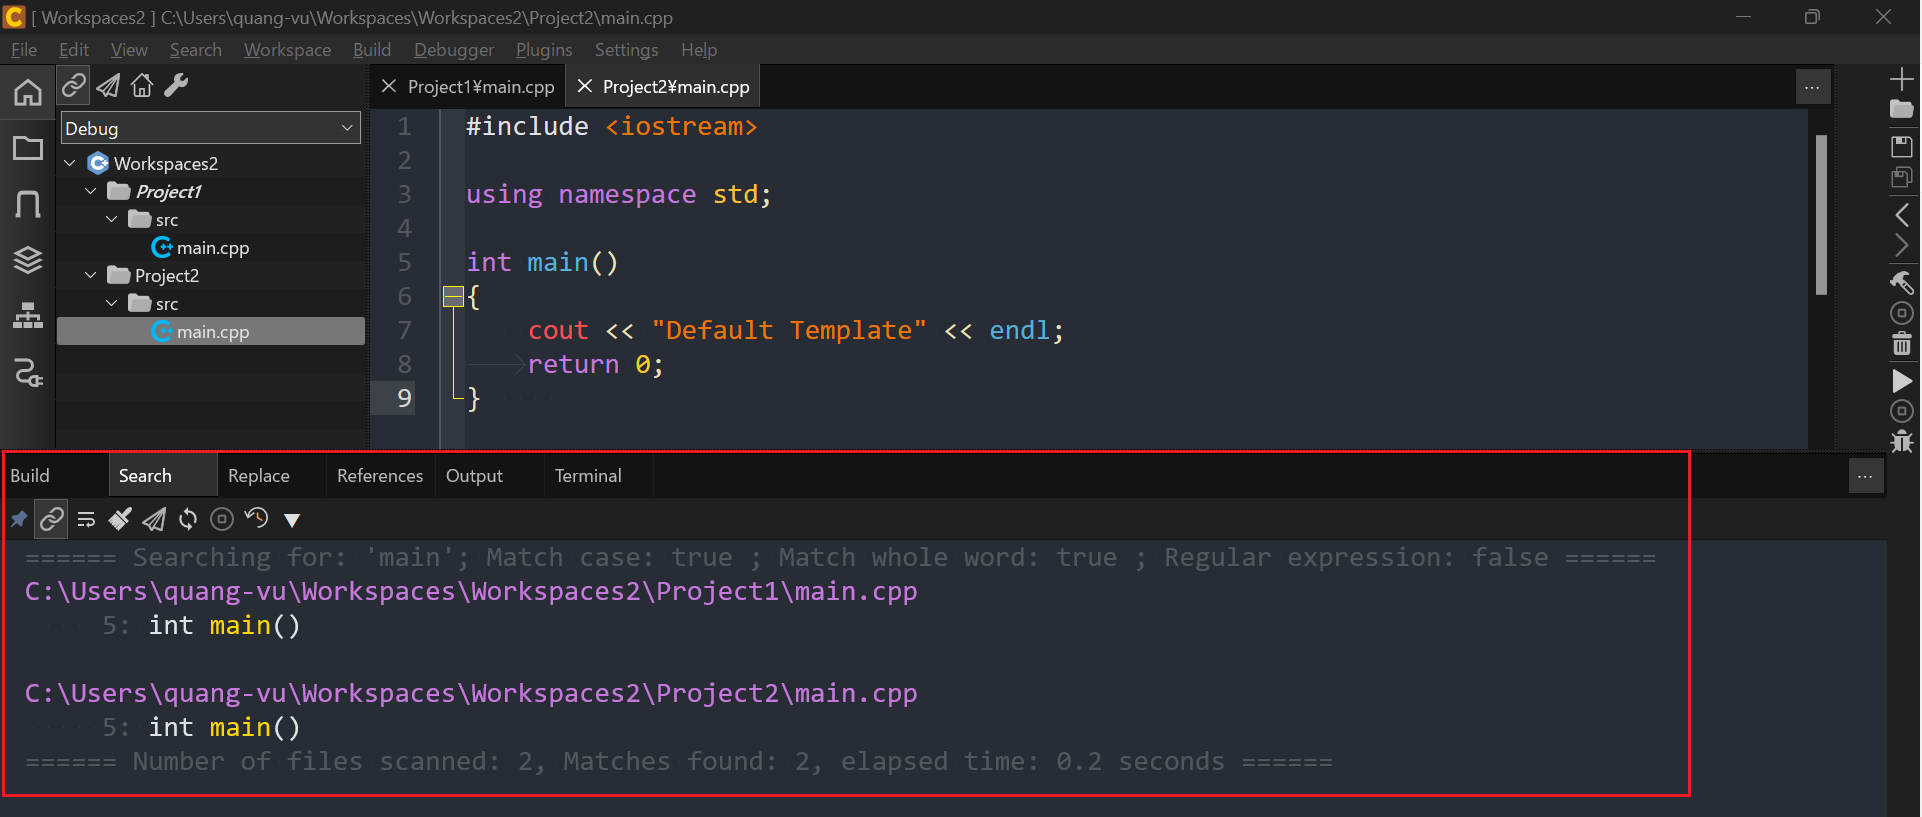 [ Workspaces2 ] C:\Users\quang-vu\Workspaces\Workspaces2\Project2\main.cpp
File Edit View Search Workspace Build Debugger Plugins Settings Help
Project1¥main.cpp Project2¥main.cpp
Debug
Workspaces2
Project1
src
main.cpp
Project2
src
main.cpp
1 #include <iostream>
2
3 using namespace std;
4
5 int main()
6 {
7 cout << "Default Template" << endl;
8 return 0;
9 }
Build Search Replace References Output Terminal
====== Searching for: 'main'; Match case: true ; Match whole word: true ; Regular expression: false ======
C:\Users\quang-vu\Workspaces\Workspaces2\Project1\main.cpp
5: int main()
C:\Users\quang-vu\Workspaces\Workspaces2\Project2\main.cpp
5: int main()
====== Number of files scanned: 2, Matches found: 2, elapsed time: 0.2 seconds ======